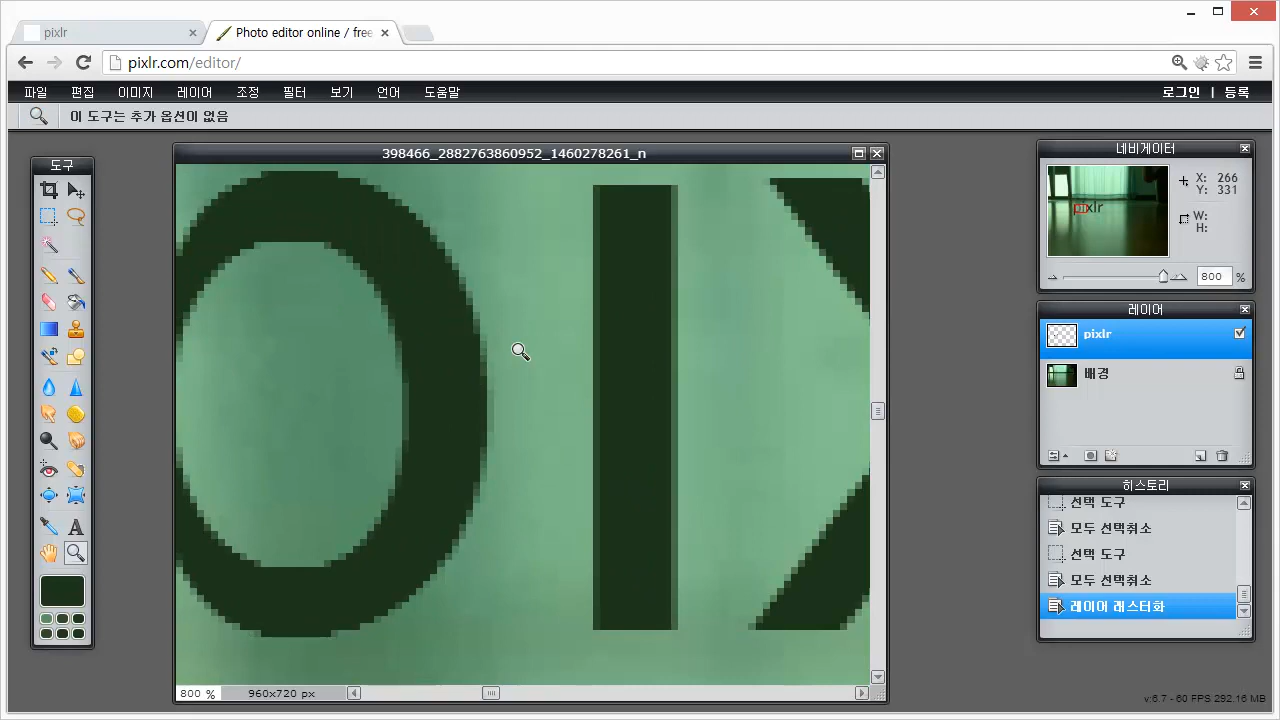 pixlr
Photo editor online / free
pixlr.com/editor/
파일 편집 이미지 레이어 조정 필터 보기 언어 도움말
로그인 | 등록
이 도구는 추가 옵션이 없음
도구
398466_2882763860952_1460278261_n
800 %
960x720 px
네비게이터
X: 266
Y: 331
W:
H:
pixlr
800 %
레이어
pixlr
배경
히스토리
선택 도구
모두 선택취소
선택 도구
모두 선택취소
레이어 래스터화
v:6.7 - 60 FPS 292.16 MB